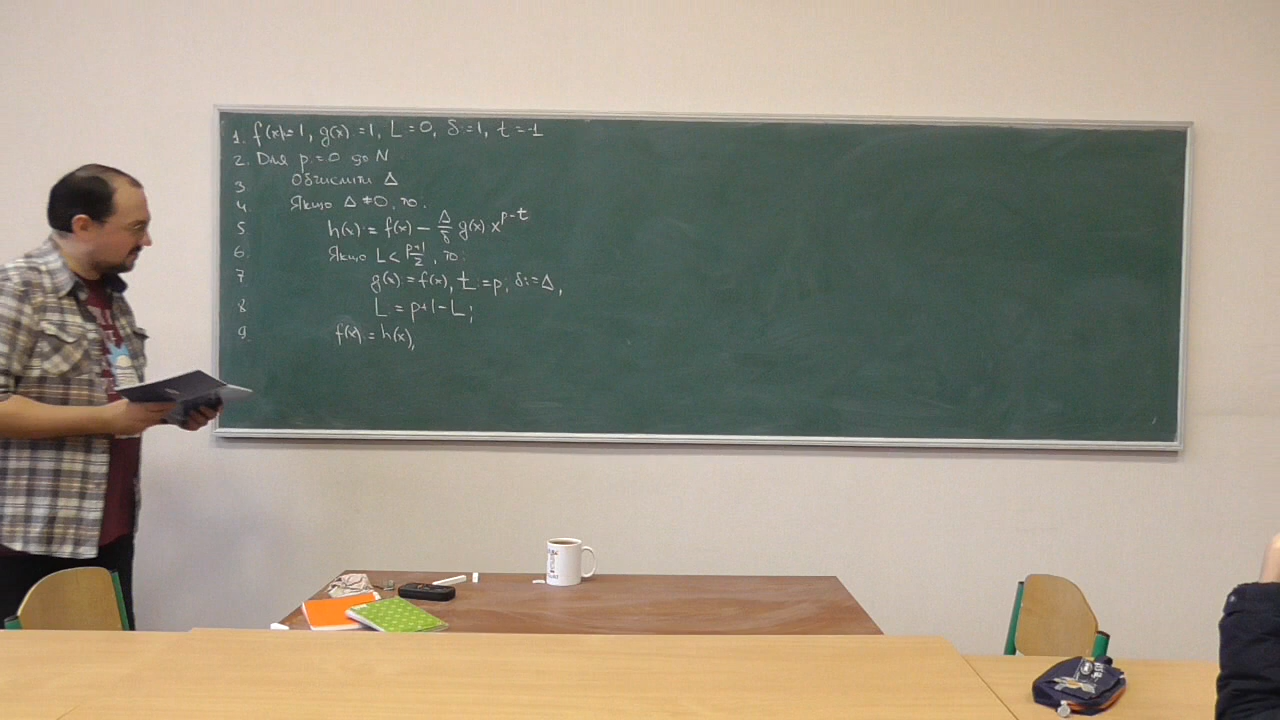 1. f(x):=1, g(x):=1, L:=0, δ:=1, t:=-1
2. Для p:=0 до N
3 Обчислити Δ
4. Якщо Δ≠0, то:
5 h(x):= f(x) - Δ/δ g(x) x^{p-t}
6. Якщо L < (p+1)/2, то:
7 g(x):=f(x), t:=p; δ:=Δ,
8 L = p+1-L;
9. f(x):=h(x),